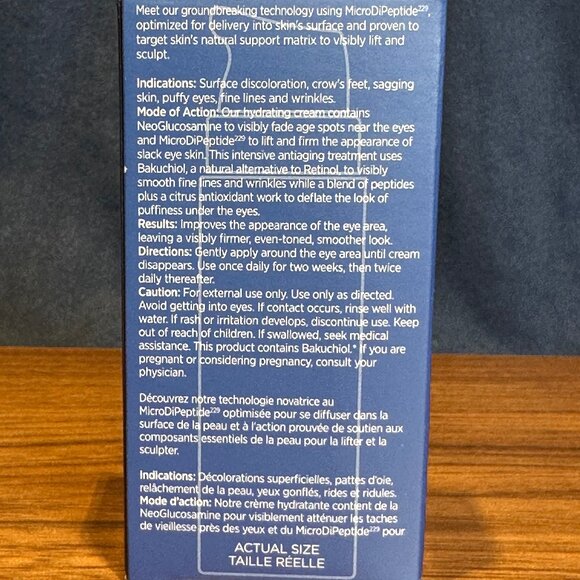 Meet our groundbreaking technology using MicroDiPeptide²²⁹,
optimized for delivery into skin's surface and proven to
target skin's natural support matrix to visibly lift and
sculpt.
Indications: Surface discoloration, crow's feet, sagging
skin, puffy eyes, fine lines and wrinkles.
Mode of Action: Our hydrating cream contains
NeoGlucosamine to visibly fade age spots near the eyes
and MicroDiPeptide²²⁹ to lift and firm the appearance of
slack eye skin. This intensive antiaging treatment uses
Bakuchiol, a natural alternative to Retinol, to visibly
smooth fine lines and wrinkles while a blend of peptides
plus a citrus antioxidant work to deflate the look of
puffiness under the eyes.
Results: Improves the appearance of the eye area,
leaving a visibly firmer, even-toned, smoother look.
Directions: Gently apply around the eye area until cream
disappears. Use once daily for two weeks, then twice
daily thereafter.
Caution: For external use only. Use only as directed.
Avoid getting into eyes. If contact occurs, rinse well with
water. If rash or irritation develops, discontinue use. Keep
out of reach of children. If swallowed, seek medical
assistance. This product contains Bakuchiol.* If you are
pregnant or considering pregnancy, consult your
physician.
Découvrez notre technologie novatrice au
MicroDiPeptide²²⁹ optimisée pour se diffuser dans la
surface de la peau et à l'action prouvée de soutien aux
composants essentiels de la peau pour la lifter et la
sculpter.
Indications: Décolorations superficielles, pattes d'oie,
relâchement de la peau, yeux gonflés, rides et ridules.
Mode d'action: Notre crème hydratante contient de la
NeoGlucosamine pour visiblement atténuer les taches
de vieillesse près des yeux et du MicroDiPeptide²²⁹ pour
ACTUAL SIZE
TAILLE RÉELLE